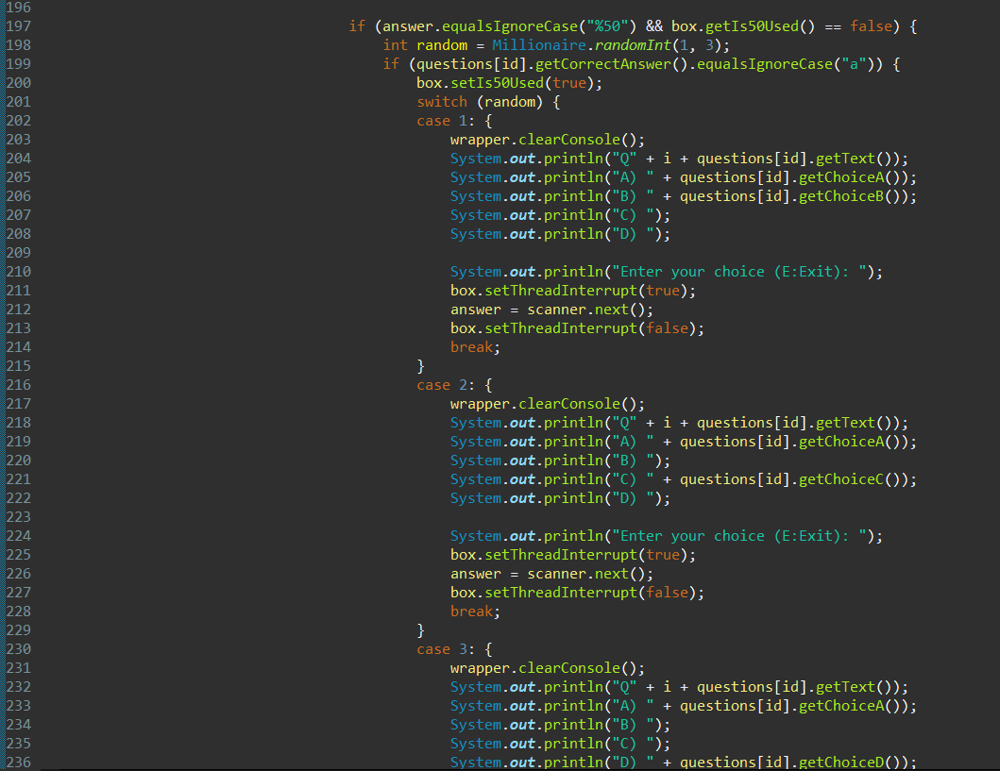 196
197 if (answer.equalsIgnoreCase("%50") && box.getIs50Used() == false) {
198 int random = Millionaire.randomInt(1, 3);
199 if (questions[id].getCorrectAnswer().equalsIgnoreCase("a")) {
200 box.setIs50Used(true);
201 switch (random) {
202 case 1: {
203 wrapper.clearConsole();
204 System.out.println("Q" + i + questions[id].getText());
205 System.out.println("A) " + questions[id].getChoiceA());
206 System.out.println("B) " + questions[id].getChoiceB());
207 System.out.println("C) ");
208 System.out.println("D) ");
209
210 System.out.println("Enter your choice (E:Exit): ");
211 box.setThreadInterrupt(true);
212 answer = scanner.next();
213 box.setThreadInterrupt(false);
214 break;
215 }
216 case 2: {
217 wrapper.clearConsole();
218 System.out.println("Q" + i + questions[id].getText());
219 System.out.println("A) " + questions[id].getChoiceA());
220 System.out.println("B) ");
221 System.out.println("C) " + questions[id].getChoiceC());
222 System.out.println("D) ");
223
224 System.out.println("Enter your choice (E:Exit): ");
225 box.setThreadInterrupt(true);
226 answer = scanner.next();
227 box.setThreadInterrupt(false);
228 break;
229 }
230 case 3: {
231 wrapper.clearConsole();
232 System.out.println("Q" + i + questions[id].getText());
233 System.out.println("A) " + questions[id].getChoiceA());
234 System.out.println("B) ");
235 System.out.println("C) ");
236 System.out.println("D) " + questions[id].getChoiceD());